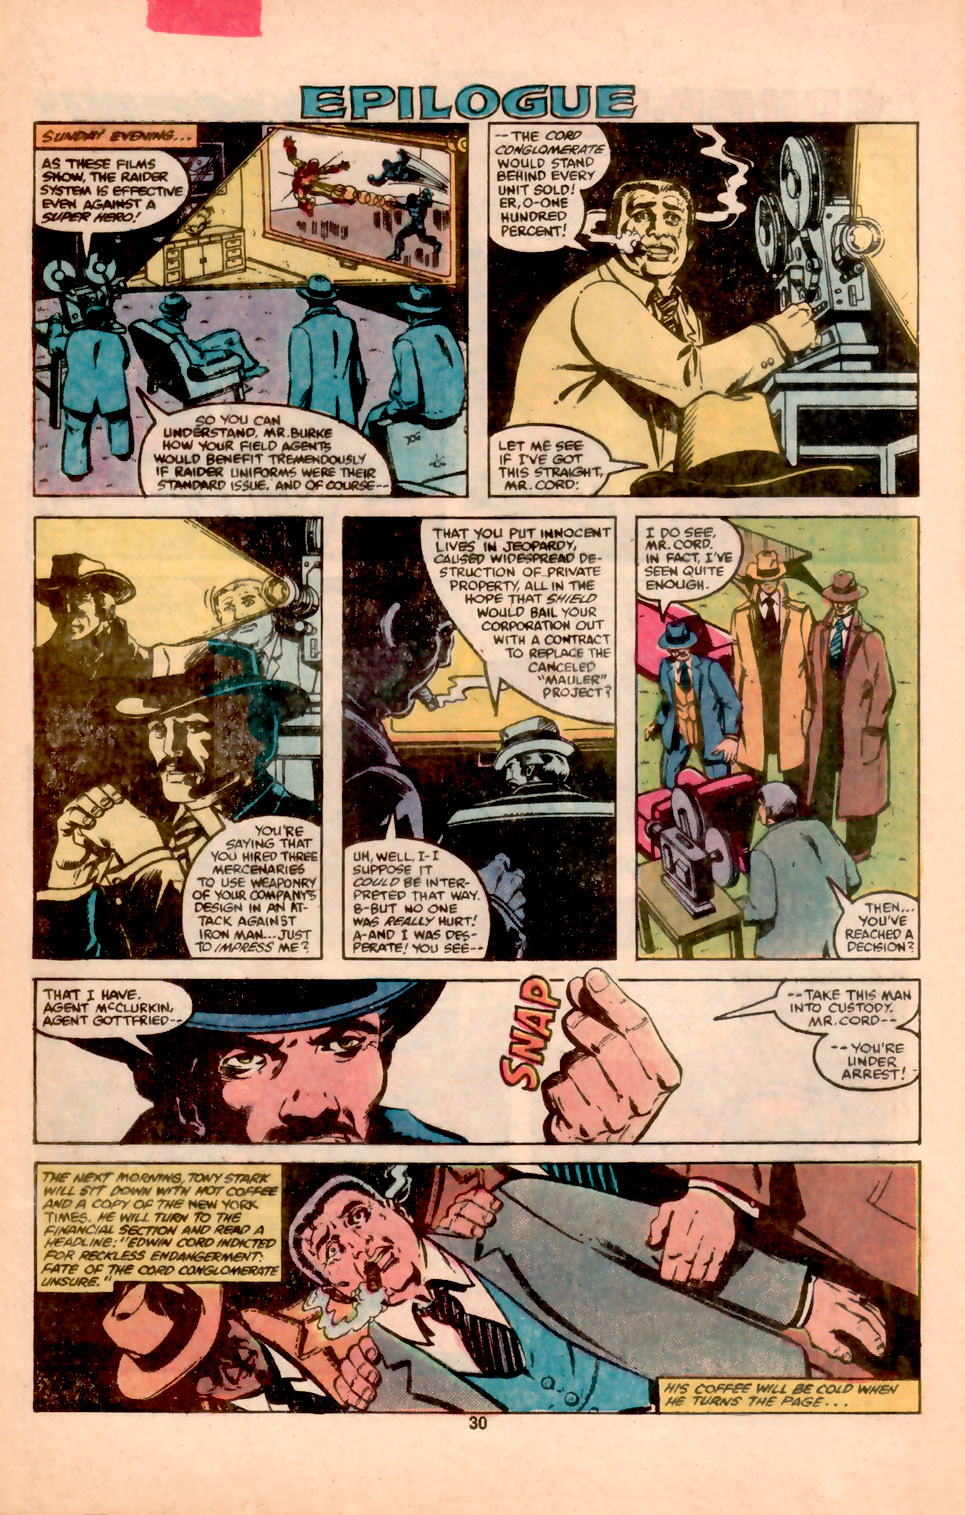 EPILOGUE
SUNDAY EVENING...
AS THESE FILMS
SHOW, THE RAIDER
SYSTEM IS EFFECTIVE
EVEN AGAINST A
SUPER HERO!
SO YOU CAN
UNDERSTAND, MR. BURKE
HOW YOUR FIELD AGENTS
WOULD BENEFIT TREMENDOUSLY
IF RAIDER UNIFORMS WERE THEIR
STANDARD ISSUE. AND OF COURSE--
-- THE CORD
CONGLOMERATE
WOULD STAND
BEHIND EVERY
UNIT SOLD!
ER, O-ONE
HUNDRED
PERCENT!
LET ME SEE
IF I'VE GOT
THIS STRAIGHT,
MR. CORD:
YOU'RE
SAYING THAT
YOU HIRED THREE
MERCENARIES
TO USE WEAPONRY
OF YOUR COMPANY'S
DESIGN IN AN AT-
TACK AGAINST
IRON MAN... JUST
TO IMPRESS ME?
THAT YOU PUT INNOCENT
LIVES IN JEOPARDY,
CAUSED WIDESPREAD DE-
STRUCTION OF PRIVATE
PROPERTY, ALL IN THE
HOPE THAT SHIELD
WOULD BAIL YOUR
CORPORATION OUT
WITH A CONTRACT
TO REPLACE THE
CANCELED
"MAULER"
PROJECT?
UH, WELL, I-I
SUPPOSE IT
COULD BE INTER-
PRETED THAT WAY.
B-BUT NO ONE
WAS REALLY HURT!
A-AND I WAS DES-
PERATE! YOU SEE--
I DO SEE,
MR. CORD.
IN FACT, I'VE
SEEN QUITE
ENOUGH.
THEN...
YOU'VE
REACHED A
DECISION?
THAT I HAVE.
AGENT McCLURKIN,
AGENT GOTTFRIED--
SNAP
-- TAKE THIS MAN
INTO CUSTODY.
MR. CORD--
-- YOU'RE
UNDER
ARREST!
THE NEXT MORNING, TONY STARK
WILL SIT DOWN WITH HOT COFFEE
AND A COPY OF THE NEW YORK
TIMES. HE WILL TURN TO THE
FINANCIAL SECTION AND READ A
HEADLINE: "EDWIN CORD INDICTED
FOR RECKLESS ENDANGERMENT:
FATE OF THE CORD CONGLOMERATE
UNSURE."
HIS COFFEE WILL BE COLD WHEN
HE TURNS THE PAGE...
30